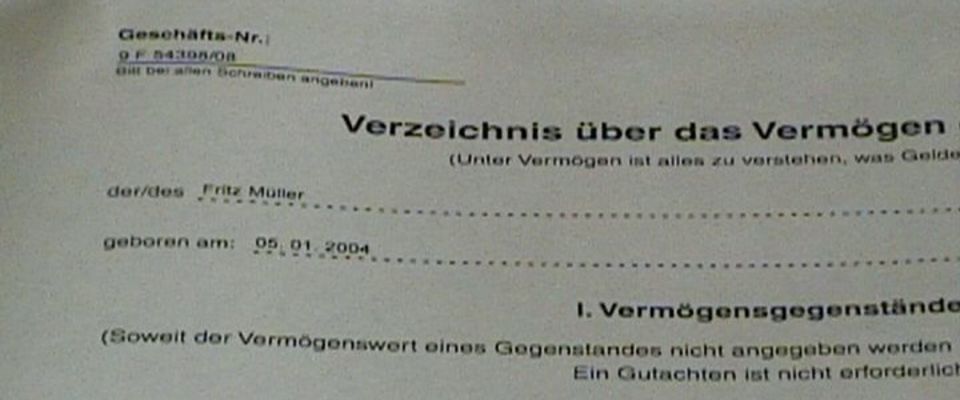 Geschäfts-Nr.:
9 F 54398/08
Bitt bei allen Schreiben angeben!
Verzeichnis über das Vermögen
(Unter Vermögen ist alles zu verstehen, was Gelde
der/des Fritz Müller
geboren am: 05. 01. 2004
I. Vermögensgegenstände
(Soweit der Vermögenswert eines Gegenstandes nicht angegeben werden
Ein Gutachten ist nicht erforderlich